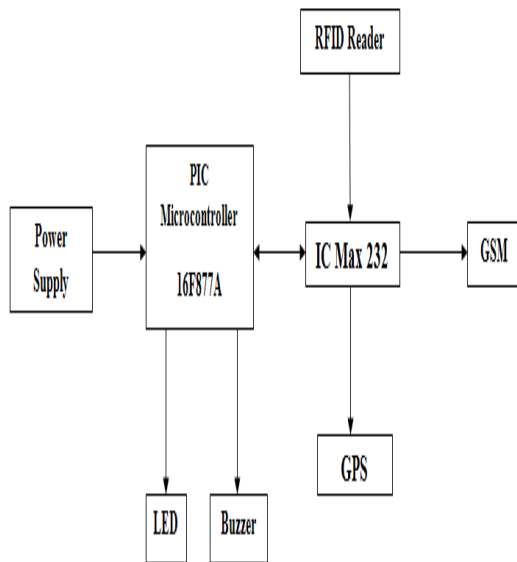 RFID Reader
PIC
Microcontroller
16F877A
Power
Supply
IC Max 232
GSM
GPS
LED
Buzzer